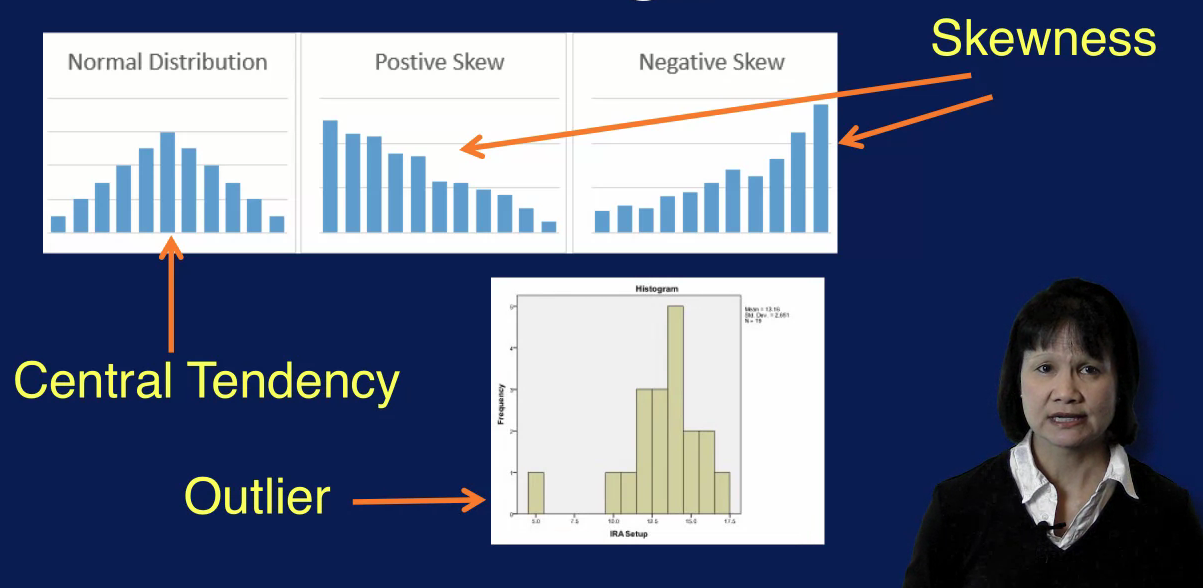 Skewness
Normal Distribution
Postive Skew
Negative Skew
Central Tendency
Outlier
Histogram
Mean = 13.16
Std. Dev. = 2.651
N = 19
Frequency
6
4
3
2
1
0
5.0 7.5 10.0 12.5 15.0 17.5
IRA Setup